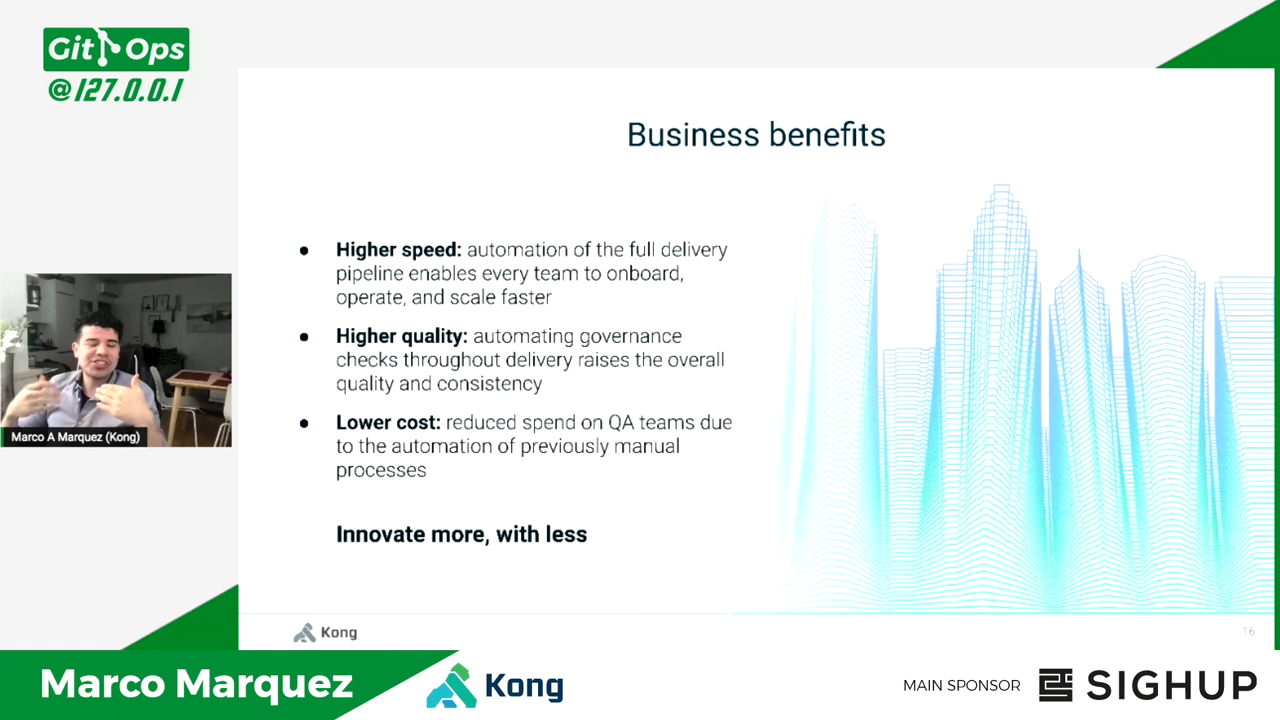 Git Ops
@127.0.0.1
Business benefits
● Higher speed: automation of the full delivery
pipeline enables every team to onboard,
operate, and scale faster
● Higher quality: automating governance
checks throughout delivery raises the overall
quality and consistency
● Lower cost: reduced spend on QA teams due
to the automation of previously manual
processes
Innovate more, with less
Marco A Marquez (Kong)
Kong
16
Marco Marquez
Kong
MAIN SPONSOR
SIGHUP